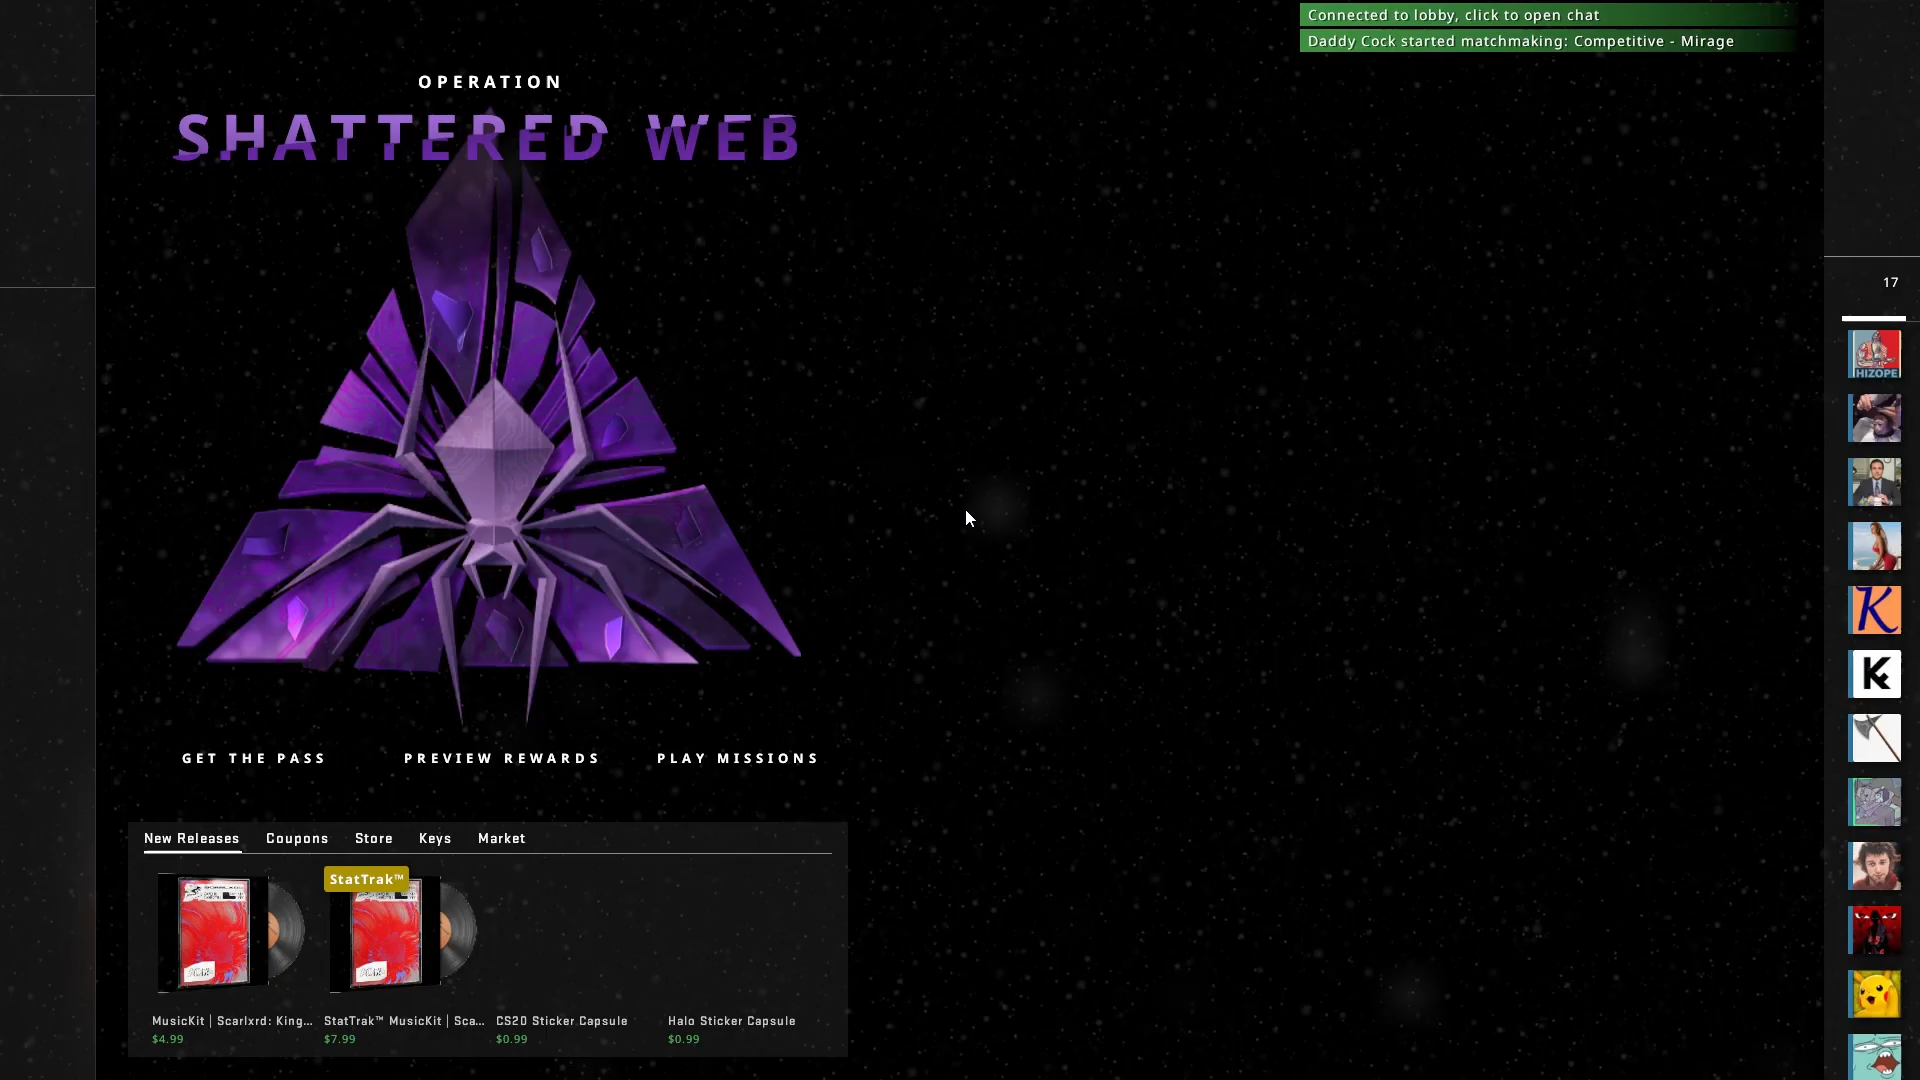 Connected to lobby, click to open chat
Daddy Cock started matchmaking: Competitive - Mirage
OPERATION
SHATTERED WEB
17
HIZOPE
K
K
GET THE PASS
PREVIEW REWARDS
PLAY MISSIONS
New Releases
Coupons
Store
Keys
Market
StatTrak™
MusicKit | Scarlxrd: King...
$4.99
StatTrak™ MusicKit | Sca...
$7.99
CS20 Sticker Capsule
$0.99
Halo Sticker Capsule
$0.99